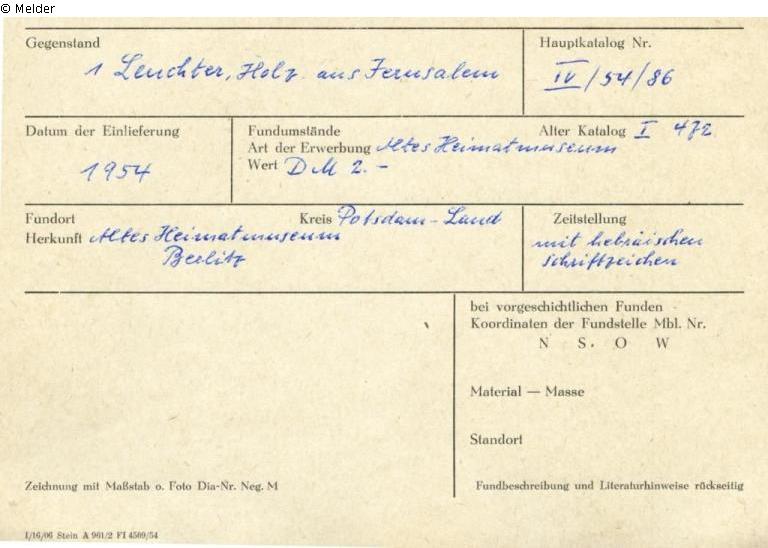 © Melder
Gegenstand
1 Leuchter, Holz aus Jerusalem
Hauptkatalog Nr.
IV/54/86
Datum der Einlieferung
1954
Fundumstände
Alter Katalog I 472
Art der Erwerbung Altes Heimatmuseum
Wert DM 2.-
Fundort
Kreis Potsdam-Land
Herkunft Altes Heimatmuseum
Berlitz
Zeitstellung
mit hebräischen
Schriftzeichen
bei vorgeschichtlichen Funden
Koordinaten der Fundstelle Mbl. Nr.
N S. O W
Material — Masse
Standort
Zeichnung mit Maßstab o. Foto Dia-Nr. Neg. M
Fundbeschreibung und Literaturhinweise rückseitig
I/16/06 Stein A 961/2 FI 4509/54